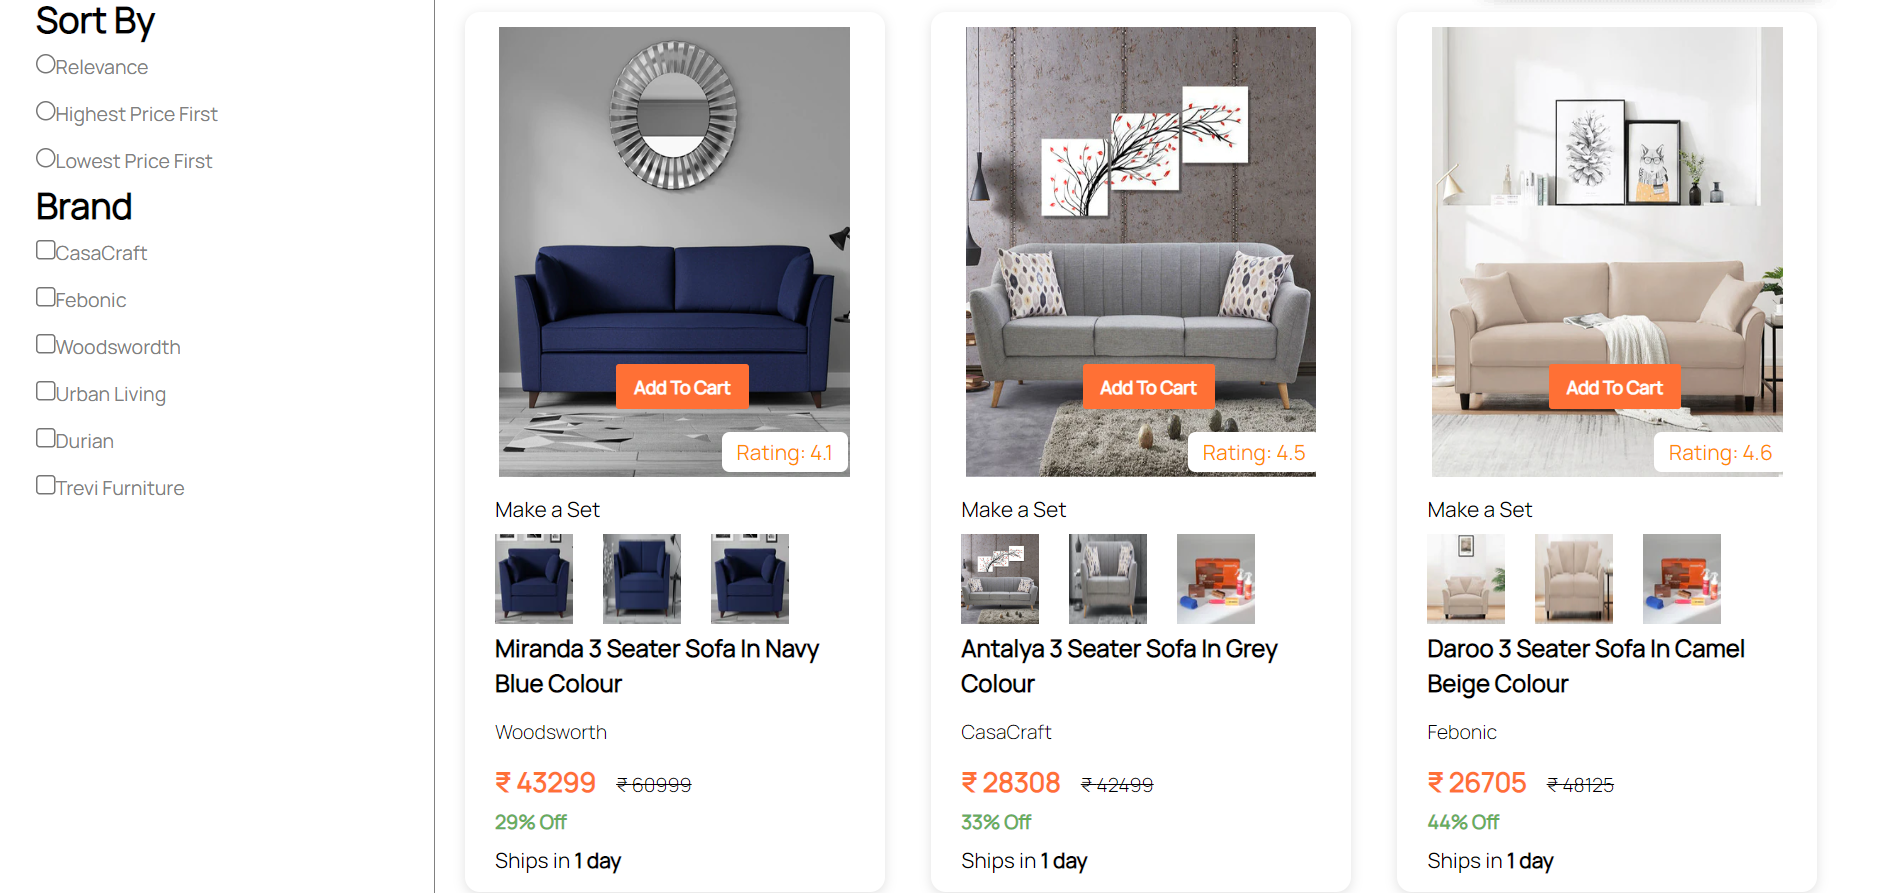 Sort By
Relevance
Highest Price First
Lowest Price First
Brand
CasaCraft
Febonic
Woodswordth
Urban Living
Durian
Trevi Furniture
Add To Cart
Rating: 4.1
Make a Set
Miranda 3 Seater Sofa In Navy
Blue Colour
Woodsworth
₹ 43299 ₹ 60999
29% Off
Ships in 1 day
Add To Cart
Rating: 4.5
Make a Set
Antalya 3 Seater Sofa In Grey
Colour
CasaCraft
₹ 28308 ₹ 42499
33% Off
Ships in 1 day
Add To Cart
Rating: 4.6
Make a Set
Daroo 3 Seater Sofa In Camel
Beige Colour
Febonic
₹ 26705 ₹ 48125
44% Off
Ships in 1 day